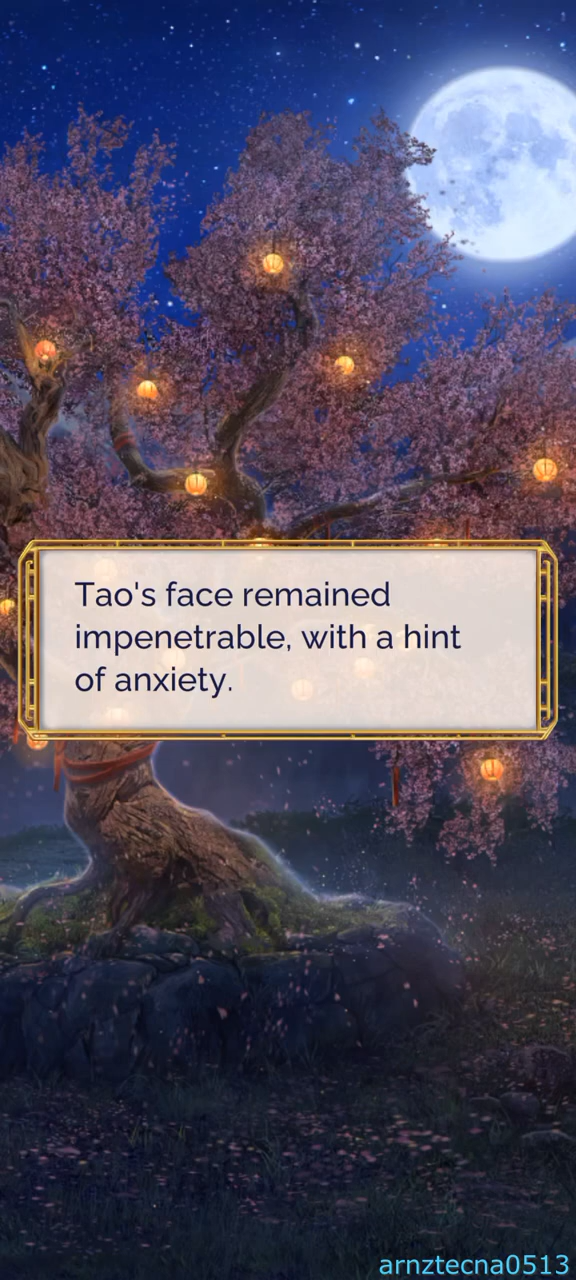 Tao's face remained
impenetrable, with a hint
of anxiety.
arnztecna0513